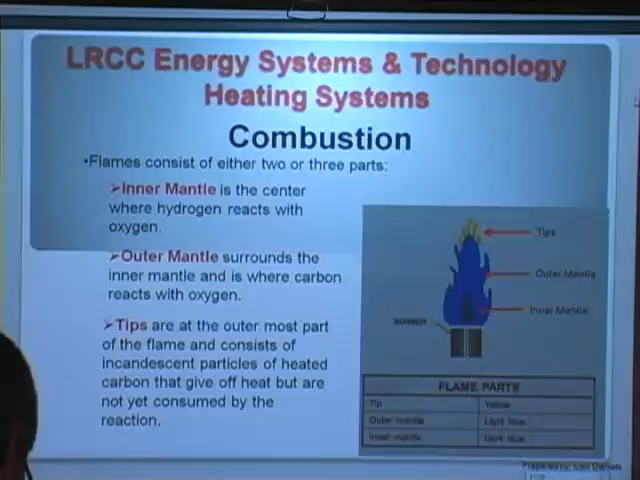 LRCC Energy Systems & Technology
Heating Systems
Combustion
•Flames consist of either two or three parts:
➢Inner Mantle is the center
where hydrogen reacts with
oxygen.
➢Outer Mantle surrounds the
inner mantle and is where carbon
reacts with oxygen.
➢Tips are at the outer most part
of the flame and consists of
incandescent particles of heated
carbon that give off heat but are
not yet consumed by the
reaction.
Tips
Outer Mantle
Inner Mantle
BURNER
FLAME PARTS
Tip Yellow
Outer mantle Light blue
Inner mantle Dark blue
Prepared by: